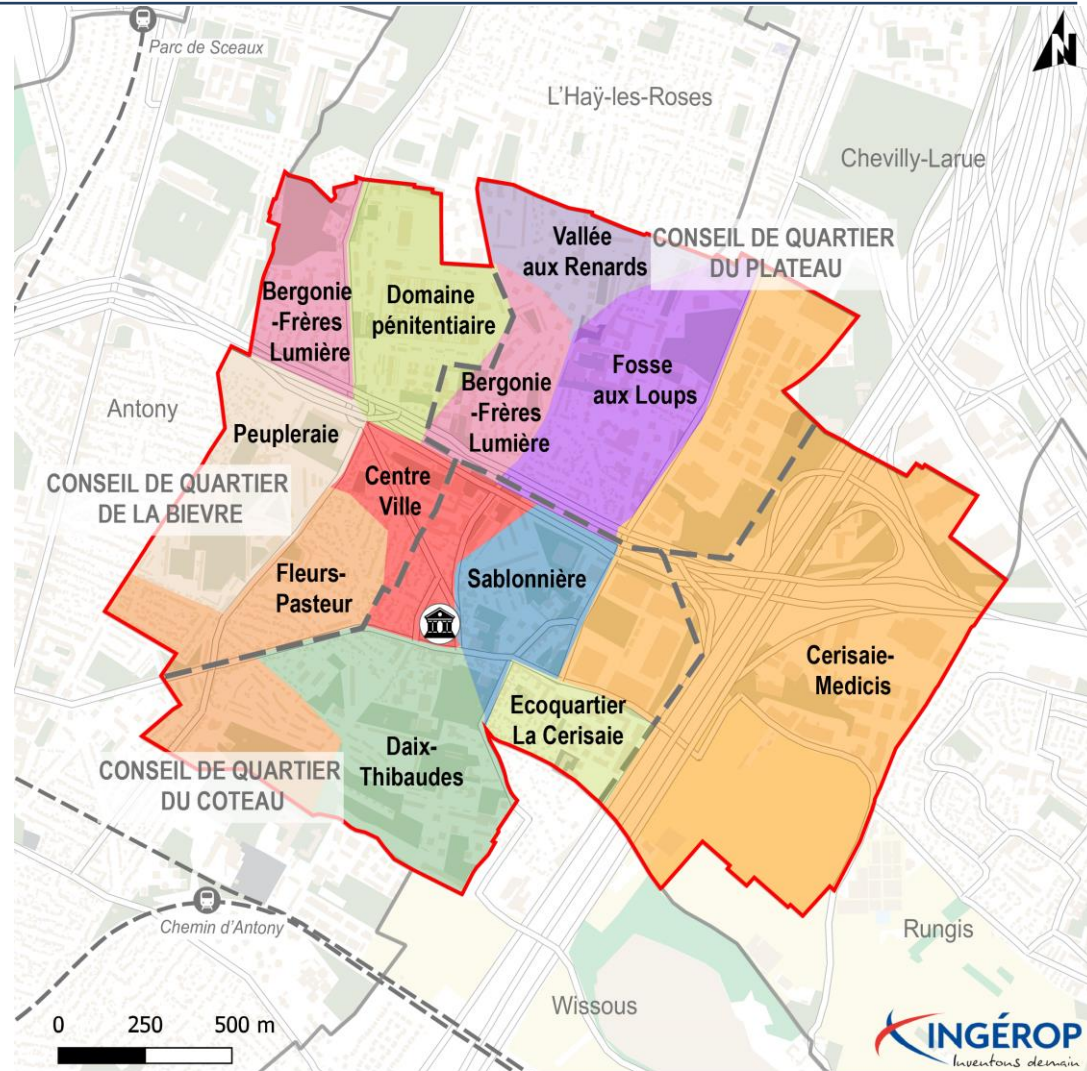 Parc de Sceaux
N
L'Haÿ-les-Roses
Chevilly-Larue
Vallée
aux Renards
CONSEIL DE QUARTIER
DU PLATEAU
Bergonie
-Frères
Lumière
Domaine
pénitentiaire
Fosse
aux Loups
Bergonie
-Frères
Lumière
Antony
Peupleraie
CONSEIL DE QUARTIER
DE LA BIEVRE
Centre
Ville
Fleurs-
Pasteur
Sablonnière
Cerisaie-
Medicis
Ecoquartier
La Cerisaie
Daix-
Thibaudes
CONSEIL DE QUARTIER
DU COTEAU
Chemin d'Antony
Rungis
Wissous
0 250 500 m
INGÉROP
Inventons demain